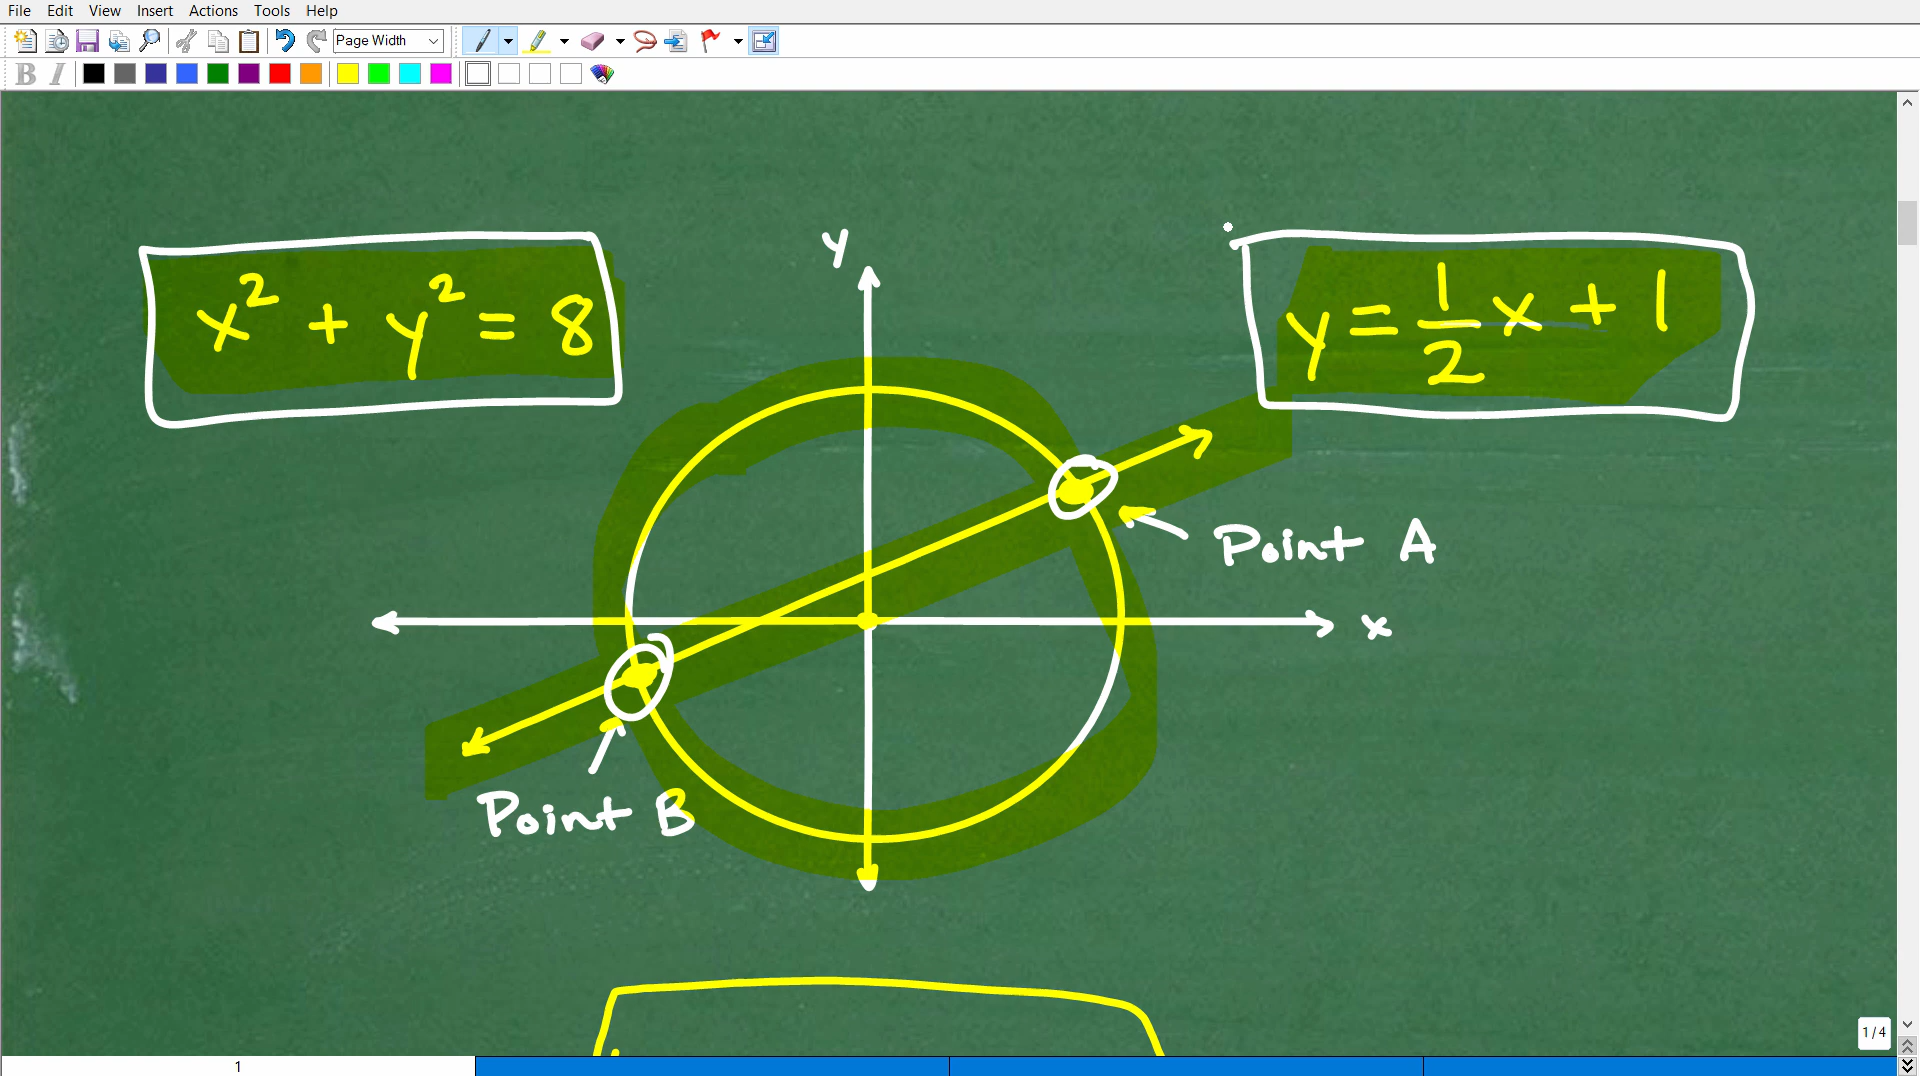 File Edit View Insert Actions Tools Help
Page Width
B I
x² + y² = 8
y
y = 1/2 x + 1
Point A
x
Point B
1 / 4
1